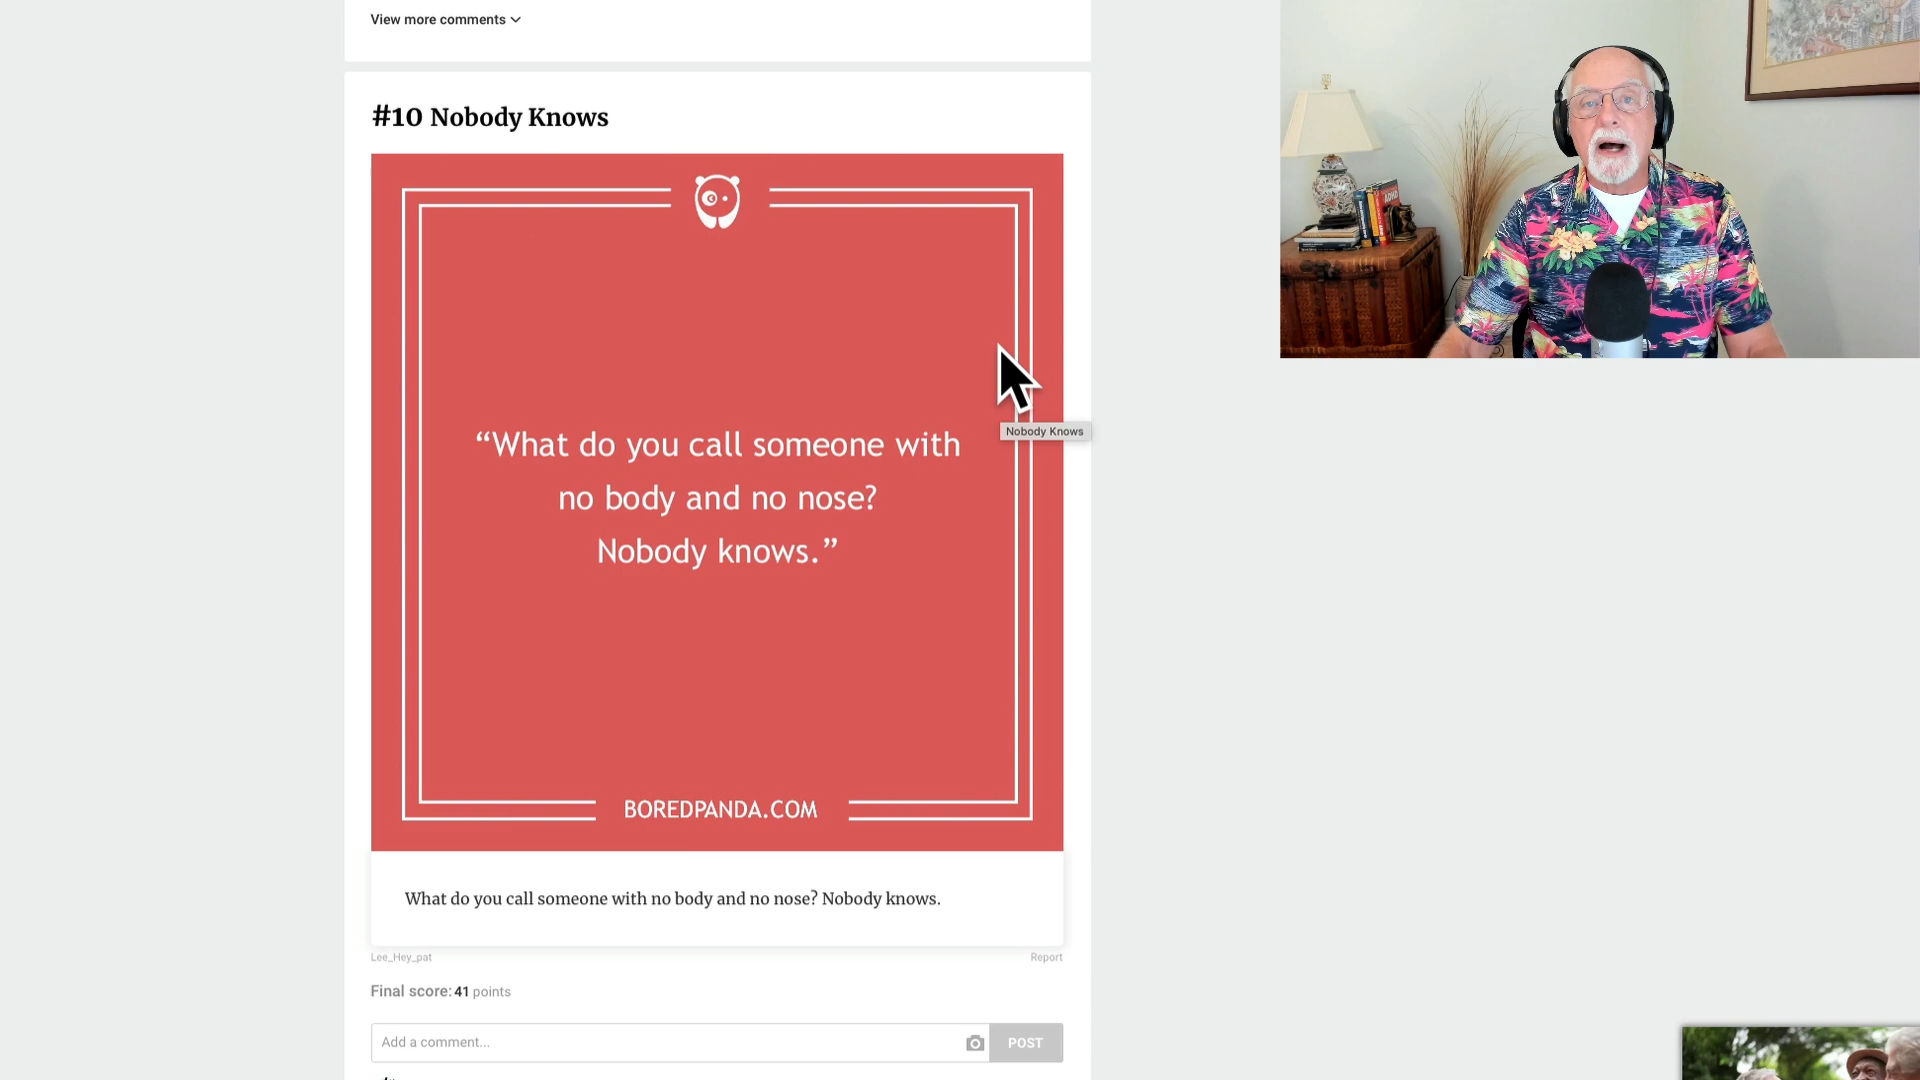 View more comments
#10 Nobody Knows
“What do you call someone with
no body and no nose?
Nobody knows.”
Nobody Knows
BOREDPANDA.COM
What do you call someone with no body and no nose? Nobody knows.
Lee_Hey_pat
Report
Final score: 41 points
Add a comment...
POST